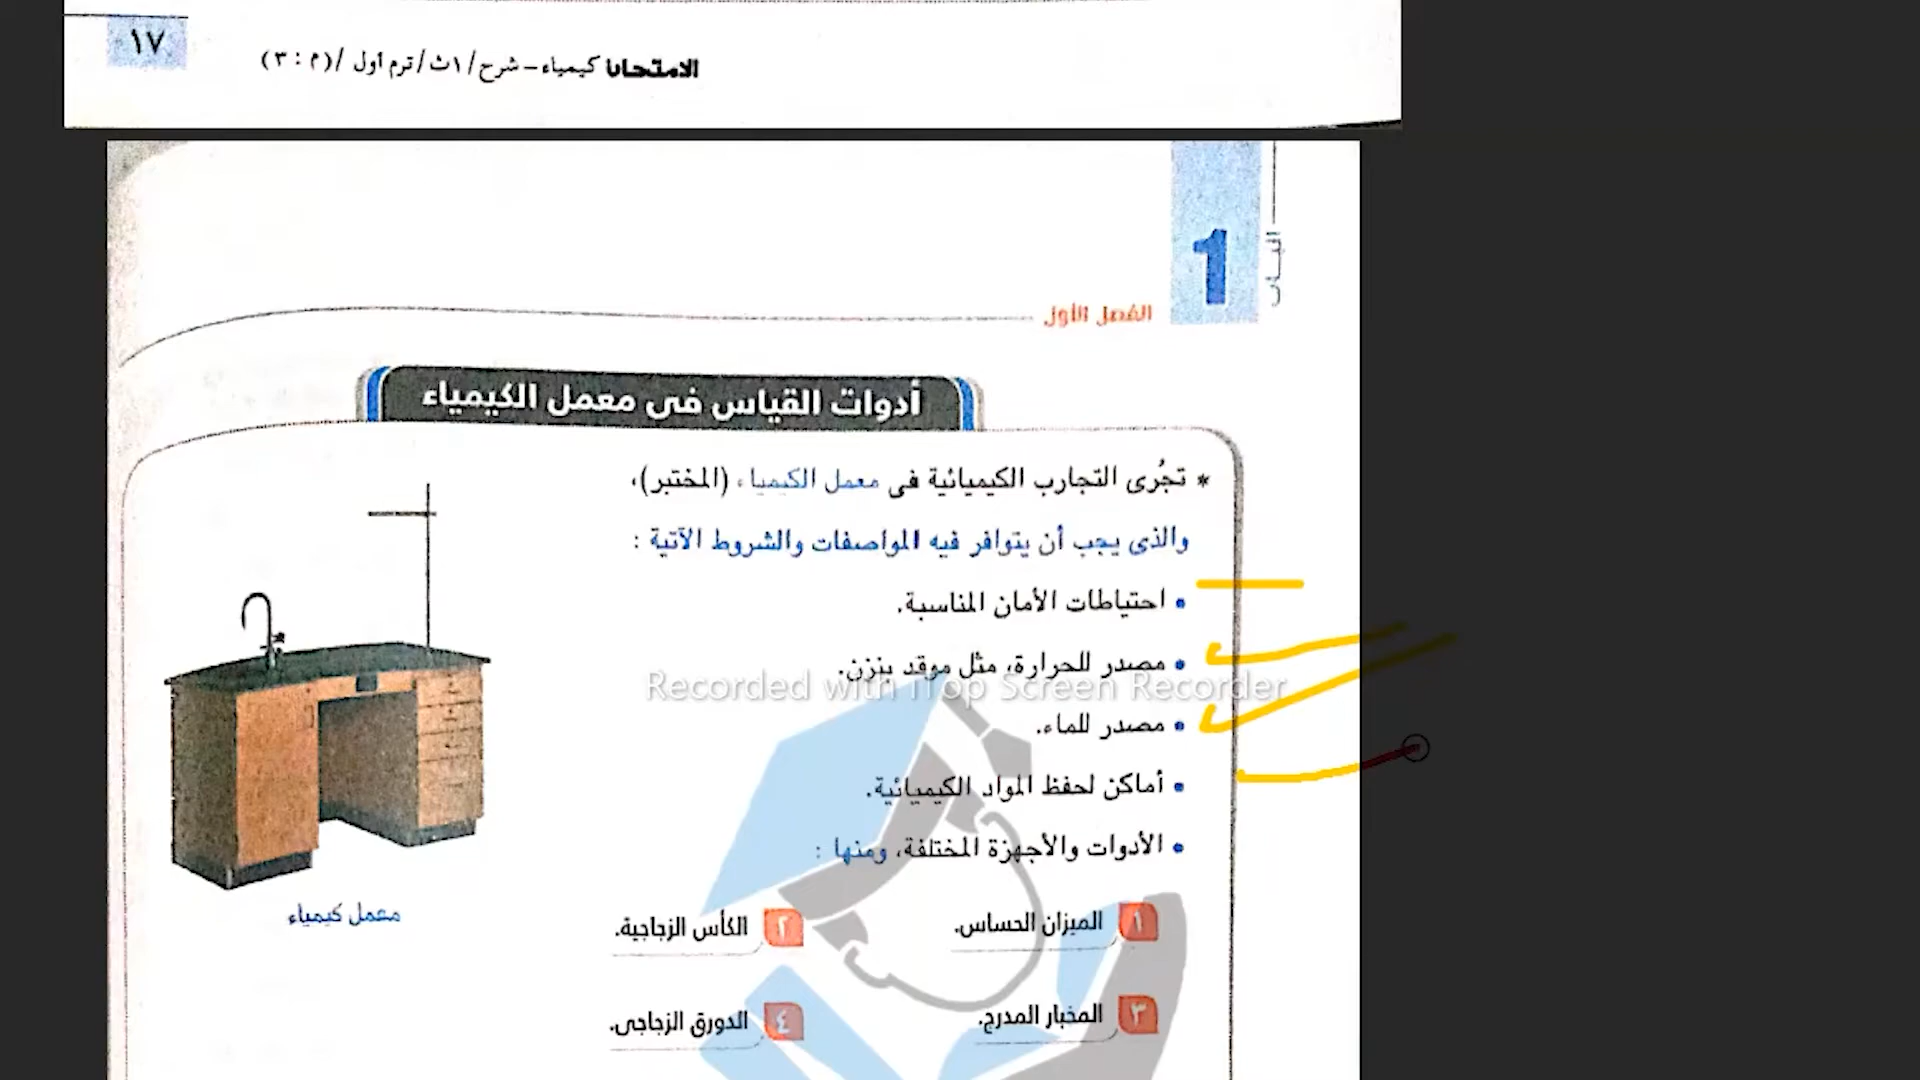 ١٧
الامتحان كيمياء – شرح / ١ث / ترم أول / (م : ٣)
الباب
1
الفصل الأول
أدوات القياس فى معمل الكيمياء
* تُجرى التجارب الكيميائية فى معمل الكيمياء (المختبر)،
والذى يجب أن يتوافر فيه المواصفات والشروط الآتية :
• احتياطات الأمان المناسبة.
• مصدر للحرارة، مثل موقد بنزن.
Recorded with iTop Screen Recorder
• مصدر للماء.
• أماكن لحفظ المواد الكيميائية.
• الأدوات والأجهزة المختلفة، ومنها :
معمل كيمياء
١ الميزان الحساس.
٢ الكأس الزجاجية.
٣ المخبار المدرج.
٤ الدورق الزجاجى.